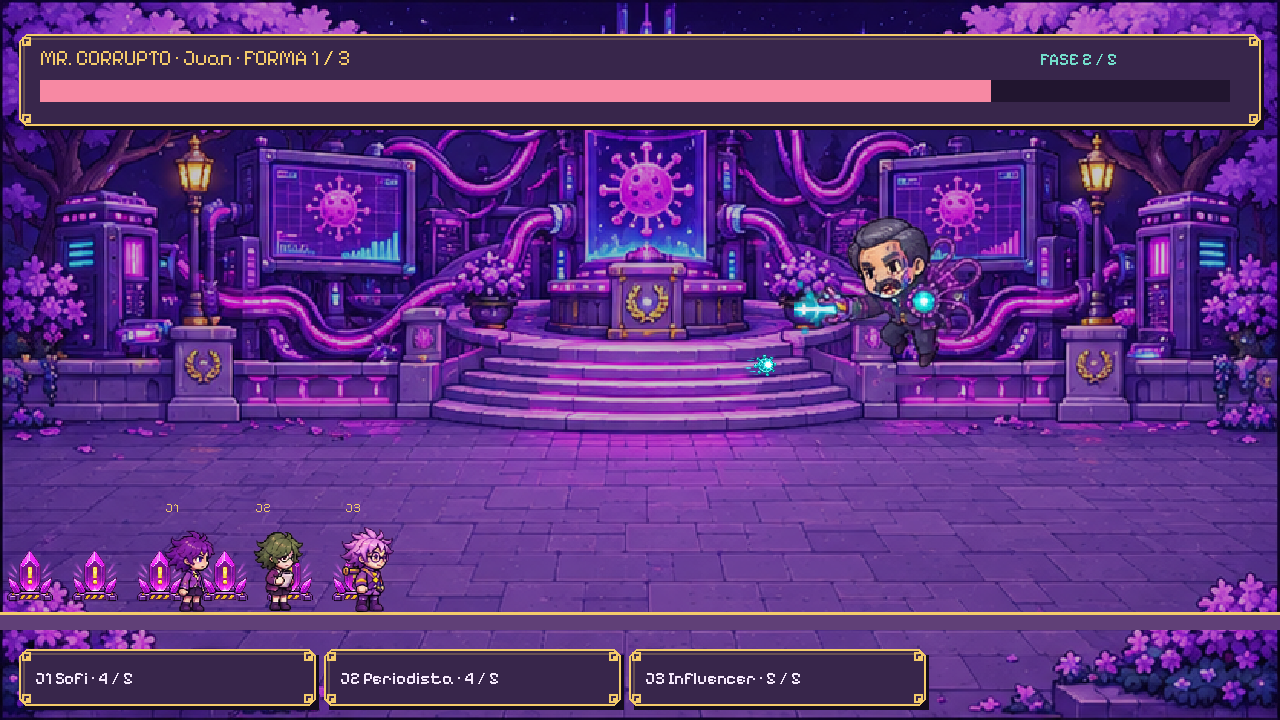 MR. CORRUPTO · Juan · FORMA 1 / 3
FASE 2 / 5
J1
J2
J3
J1 Sofi · 4 / 5
J2 Periodista · 4 / 5
J3 Influencer · 5 / 5